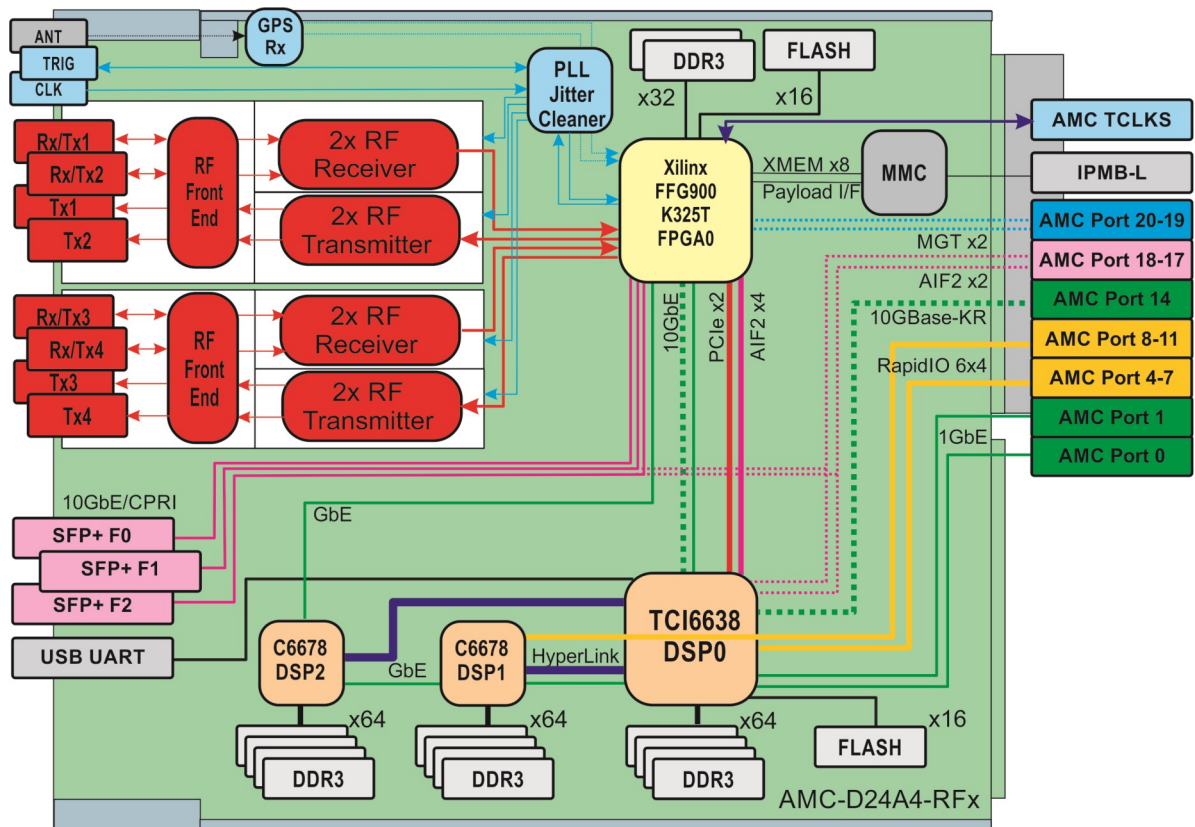 ANT
TRIG
CLK
GPS
Rx
PLL
Jitter
Cleaner
DDR3
x32
FLASH
x16
AMC TCLKS
IPMB-L
AMC Port 20-19
AMC Port 18-17
AMC Port 14
AMC Port 8-11
AMC Port 4-7
AMC Port 1
AMC Port 0
Xilinx
FFG900
K325T
FPGA0
XMEM x8
Payload I/F
MMC
MGT x2
AIF2 x2
10GBase-KR
RapidIO 6x4
1GbE
Rx/Tx1
Rx/Tx2
Tx1
Tx2
RF
Front
End
2x RF
Receiver
2x RF
Transmitter
Rx/Tx3
Rx/Tx4
Tx3
Tx4
RF
Front
End
2x RF
Receiver
2x RF
Transmitter
10GbE
PCIe x2
AIF2 x4
10GbE/CPRI
SFP+ F0
SFP+ F1
SFP+ F2
USB UART
GbE
C6678
DSP2
GbE
C6678
DSP1
HyperLink
TCI6638
DSP0
x64
DDR3
x64
DDR3
x64
DDR3
x16
FLASH
AMC-D24A4-RFx